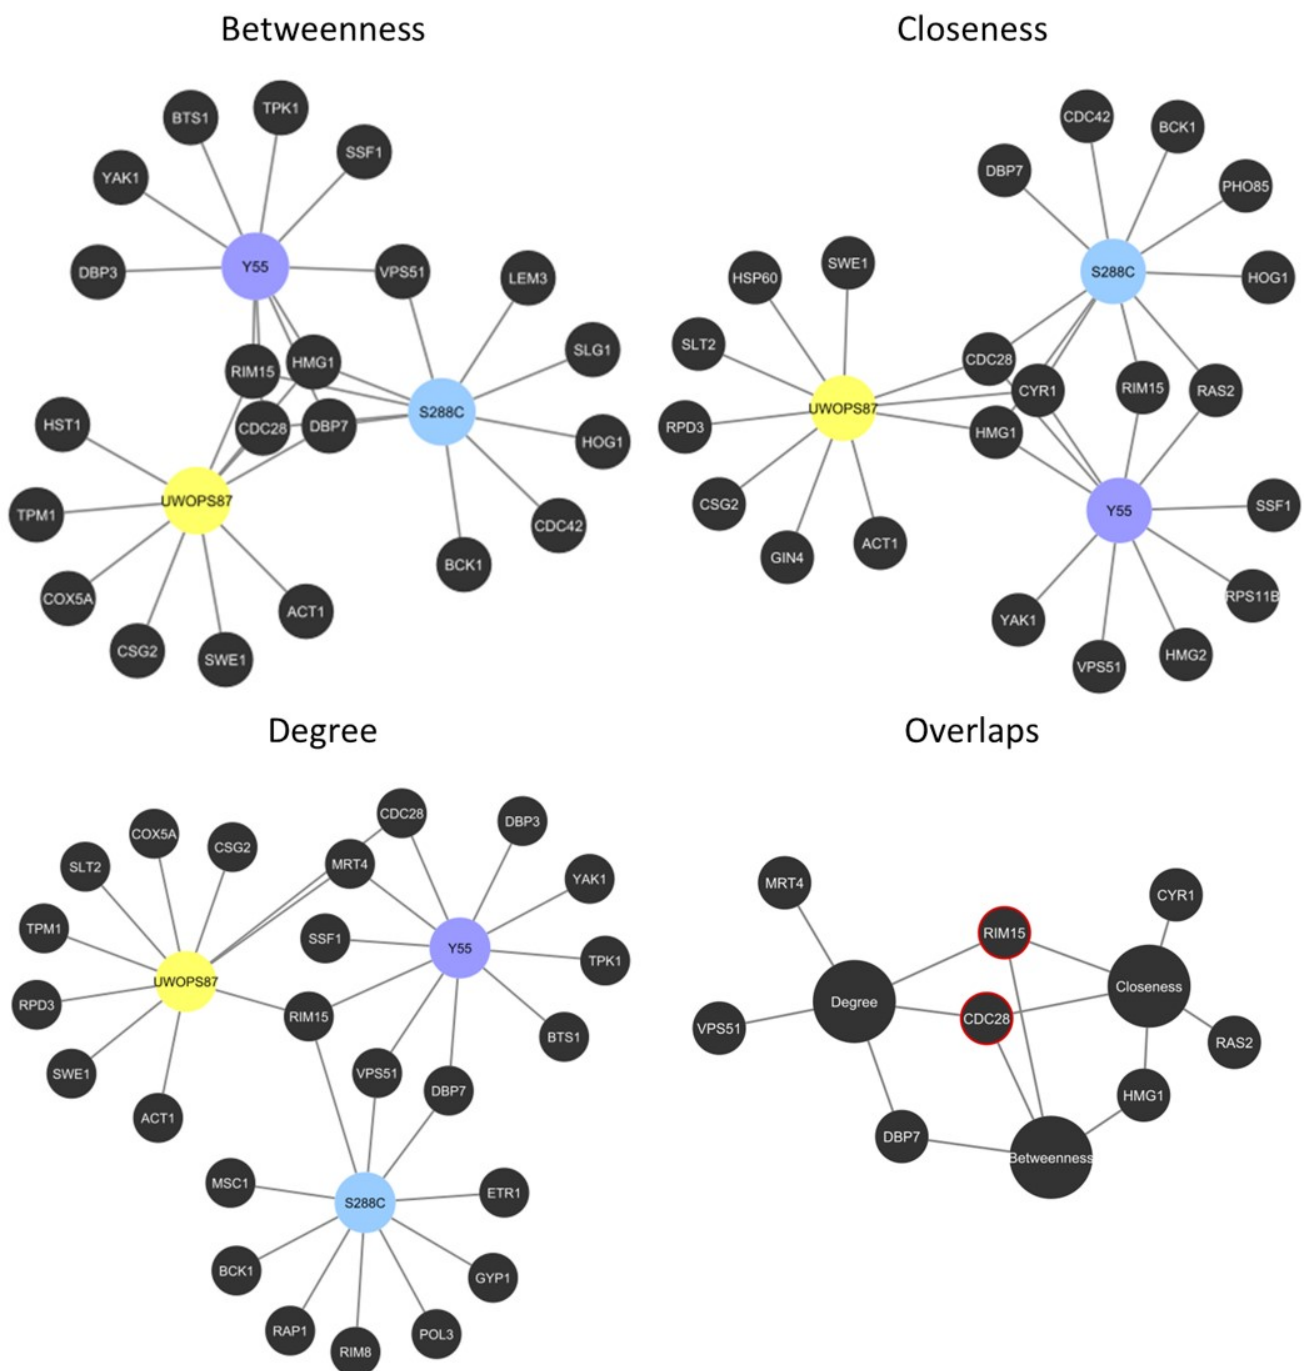 Betweenness
Closeness
TPK1
BTS1
SSF1
YAK1
DBP3
Y55
VPS51
LEM3
SLG1
HMG1
RIM15
S288C
HST1
CDC28
DBP7
HOG1
UWOPS87
TPM1
CDC42
BCK1
COX5A
ACT1
CSG2
SWE1
CDC42
BCK1
DBP7
PHO85
SWE1
HSP60
S288C
HOG1
SLT2
CDC28
CYR1
RIM15
RAS2
UWOPS87
RPD3
HMG1
CSG2
Y55
SSF1
GIN4
ACT1
RPS11B
YAK1
VPS51
HMG2
Degree
Overlaps
CDC28
DBP3
COX5A
CSG2
MRT4
SLT2
YAK1
TPM1
SSF1
Y55
TPK1
UWOPS87
RPD3
RIM15
BTS1
SWE1
VPS51
DBP7
ACT1
MSC1
ETR1
S288C
BCK1
GYP1
RAP1
POL3
RIM8
MRT4
CYR1
RIM15
Closeness
Degree
CDC28
VPS51
RAS2
HMG1
DBP7
Betweenness